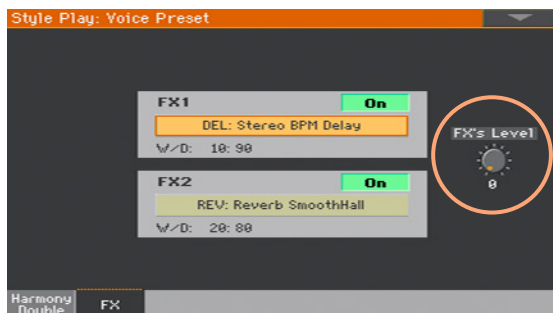 Style Play: Voice Preset
FX1 On
DEL: Stereo BPM Delay
W/D: 10:90
FX's Level
0
FX2 On
REV: Reverb SmoothHall
W/D: 20:80
Harmony
Double
FX